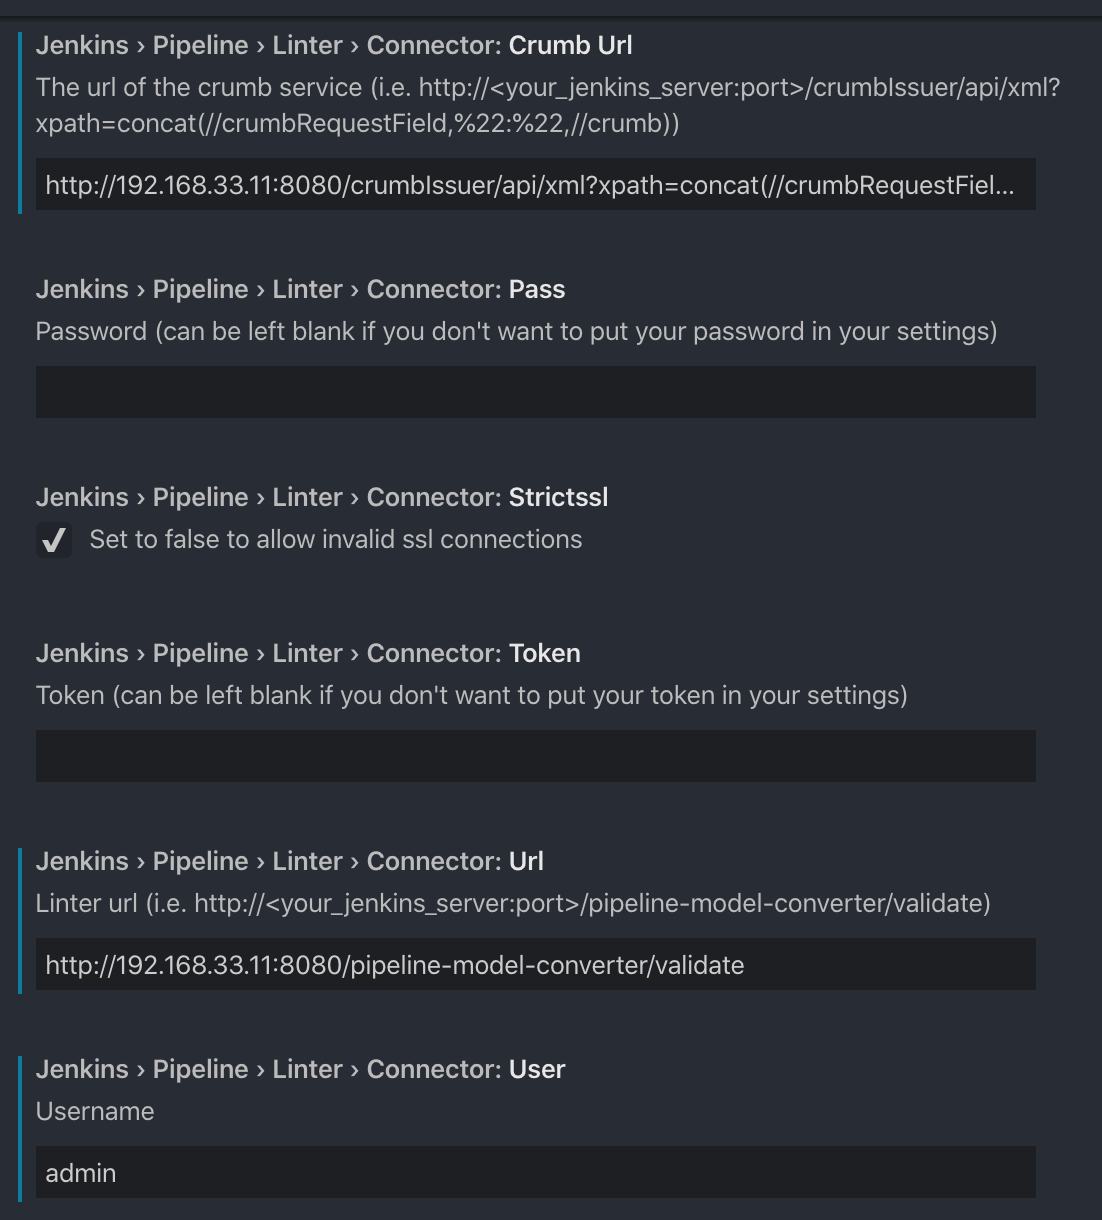 Jenkins › Pipeline › Linter › Connector: Crumb Url
The url of the crumb service (i.e. http://<your_jenkins_server:port>/crumbIssuer/api/xml?
xpath=concat(//crumbRequestField,%22:%22,//crumb))
http://192.168.33.11:8080/crumbIssuer/api/xml?xpath=concat(//crumbRequestFiel...
Jenkins › Pipeline › Linter › Connector: Pass
Password (can be left blank if you don't want to put your password in your settings)
Jenkins › Pipeline › Linter › Connector: Strictssl
Set to false to allow invalid ssl connections
Jenkins › Pipeline › Linter › Connector: Token
Token (can be left blank if you don't want to put your token in your settings)
Jenkins › Pipeline › Linter › Connector: Url
Linter url (i.e. http://<your_jenkins_server:port>/pipeline-model-converter/validate)
http://192.168.33.11:8080/pipeline-model-converter/validate
Jenkins › Pipeline › Linter › Connector: User
Username
admin